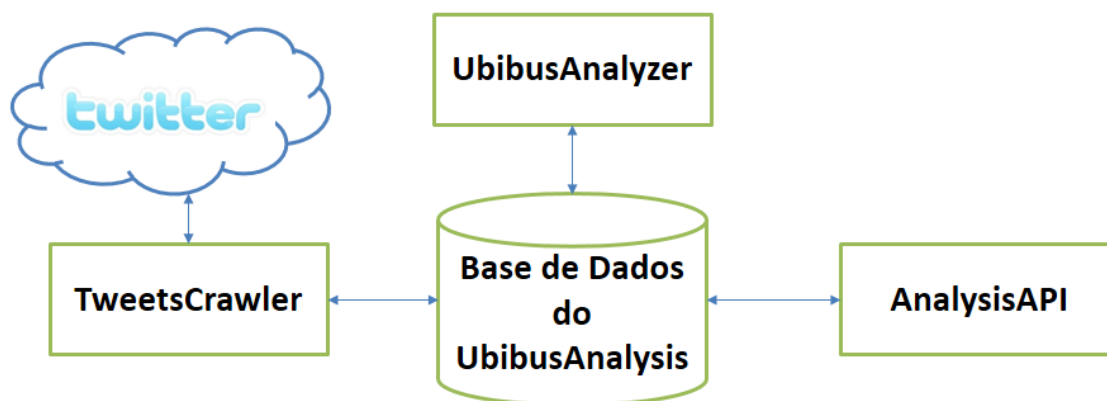 twitter
UbibusAnalyzer
TweetsCrawler
Base de Dados
do
UbibusAnalysis
AnalysisAPI